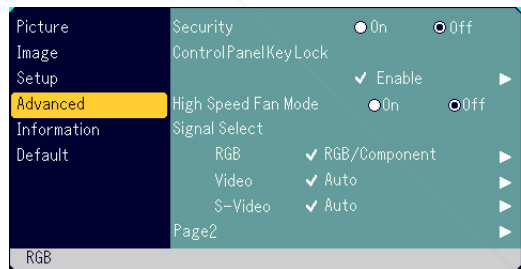 Picture
Image
Setup
Advanced
Information
Default
Security On Off
ControlPanelKeyLock
Enable
High Speed Fan Mode On Off
Signal Select
RGB RGB/Component
Video Auto
S-Video Auto
Page2
RGB